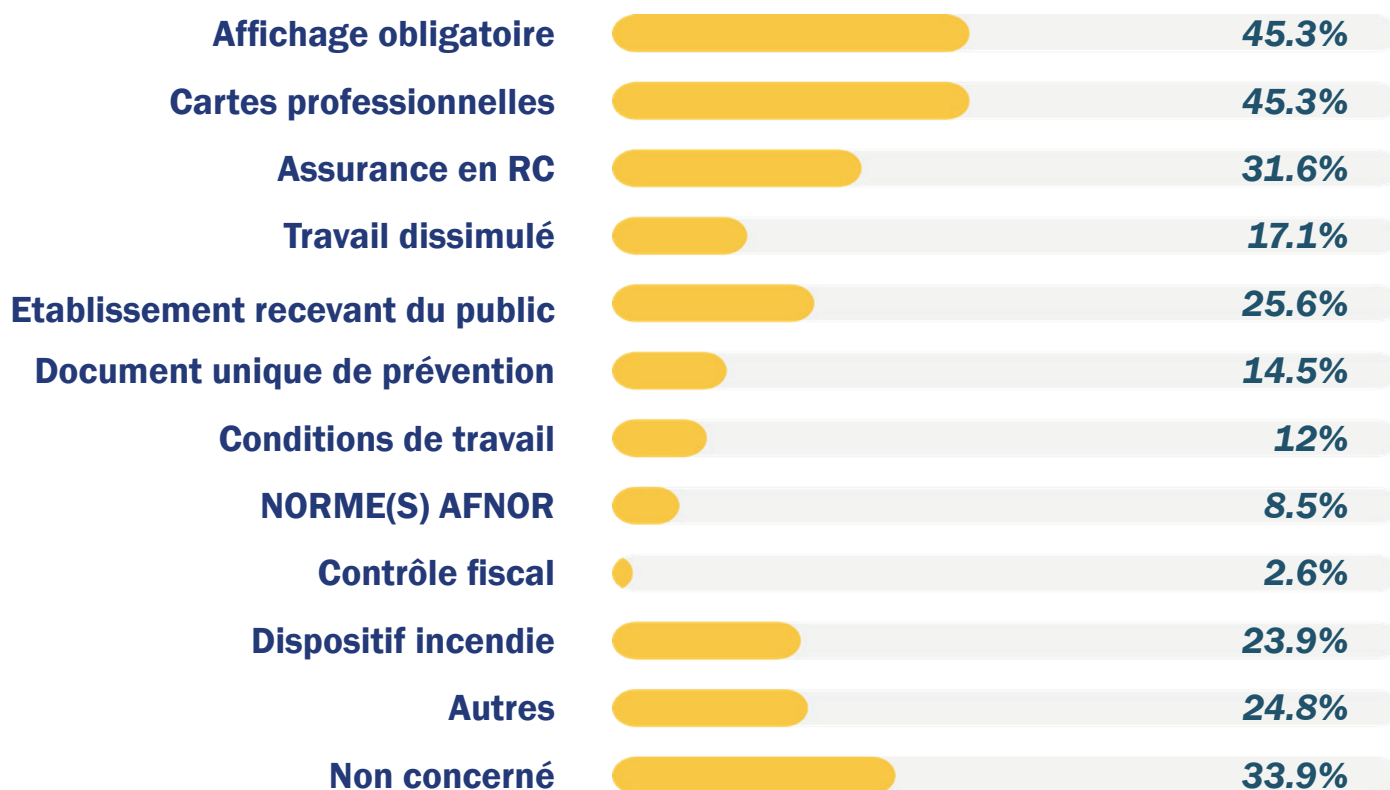 Affichage obligatoire 45.3%
Cartes professionnelles 45.3%
Assurance en RC 31.6%
Travail dissimulé 17.1%
Etablissement recevant du public 25.6%
Document unique de prévention 14.5%
Conditions de travail 12%
NORME(S) AFNOR 8.5%
Contrôle fiscal 2.6%
Dispositif incendie 23.9%
Autres 24.8%
Non concerné 33.9%